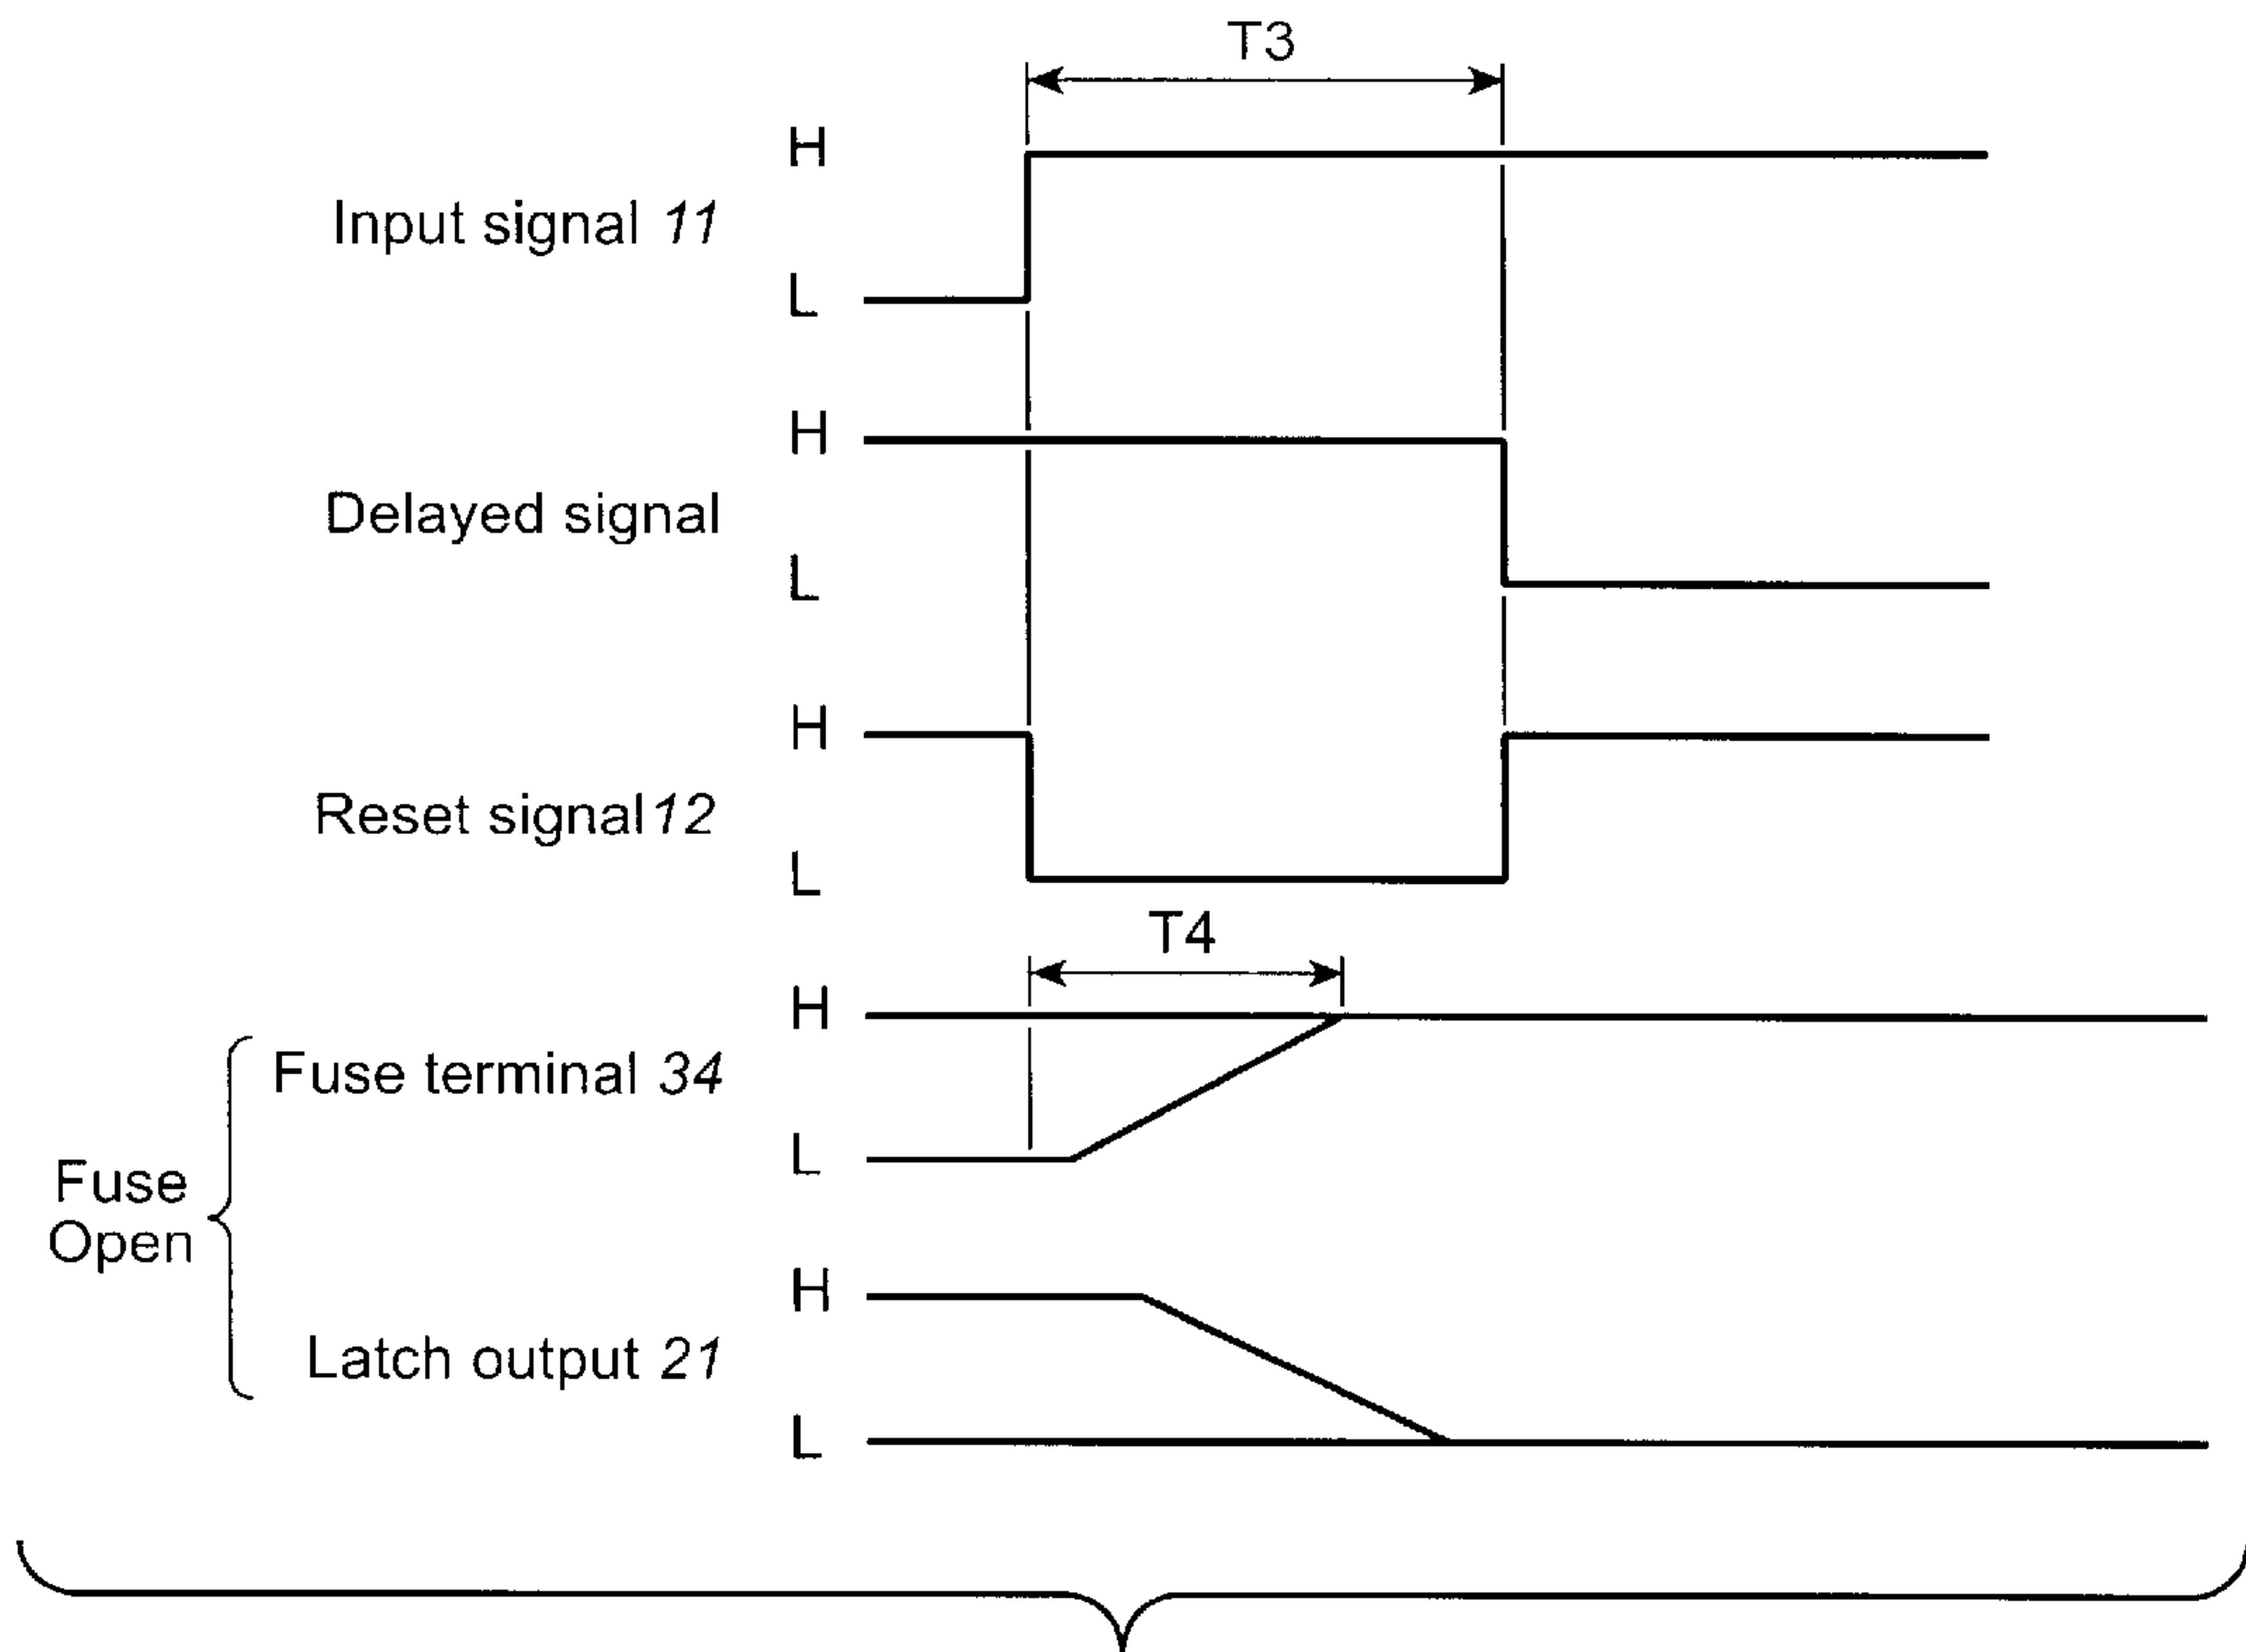 T3
H
Input signal 11
L
H
Delayed signal
L
H
Reset signal12
L
T4
H
Fuse terminal 34
L
Fuse
Open
H
Latch output 21
L